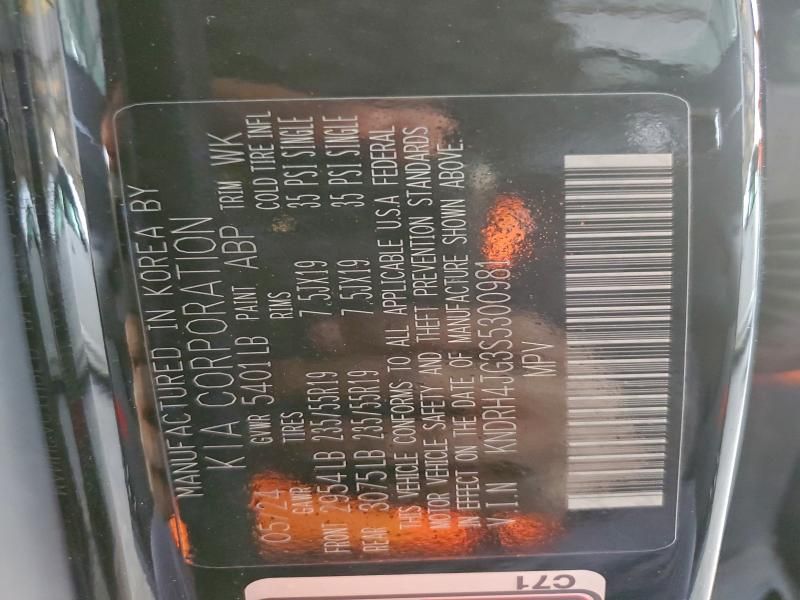 MANUFACTURED IN KOREA BY
KIA CORPORATION
05/24 GVWR 5401LB PAINT ABP TRIM WK
GAWR TIRES RIMS COLD TIRE INFL
FRONT 2954LB 235/55R19 7.5JX19 35 PSI SINGLE
REAR 3075LB 235/55R19 7.5JX19 35 PSI SINGLE
THIS VEHICLE CONFORMS TO ALL APPLICABLE U.S.A FEDERAL
MOTOR VEHICLE SAFETY AND THEFT PREVENTION STANDARDS
IN EFFECT ON THE DATE OF MANUFACTURE SHOWN ABOVE.
V.I.N KNDRH4JG3S5300981
MPV
C71